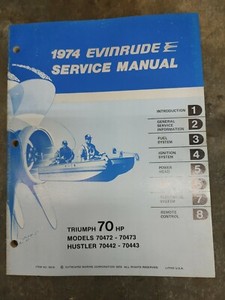 1974 EVINRUDE E
SERVICE MANUAL
INTRODUCTION 1
GENERAL
SERVICE
INFORMATION 2
FUEL
SYSTEM 3
IGNITION
SYSTEM 4
POWER
HEAD 5
7
REMOTE
CONTROL 8
TRIUMPH 70 HP
MODELS 70472 - 70473
HUSTLER 70442 - 70443